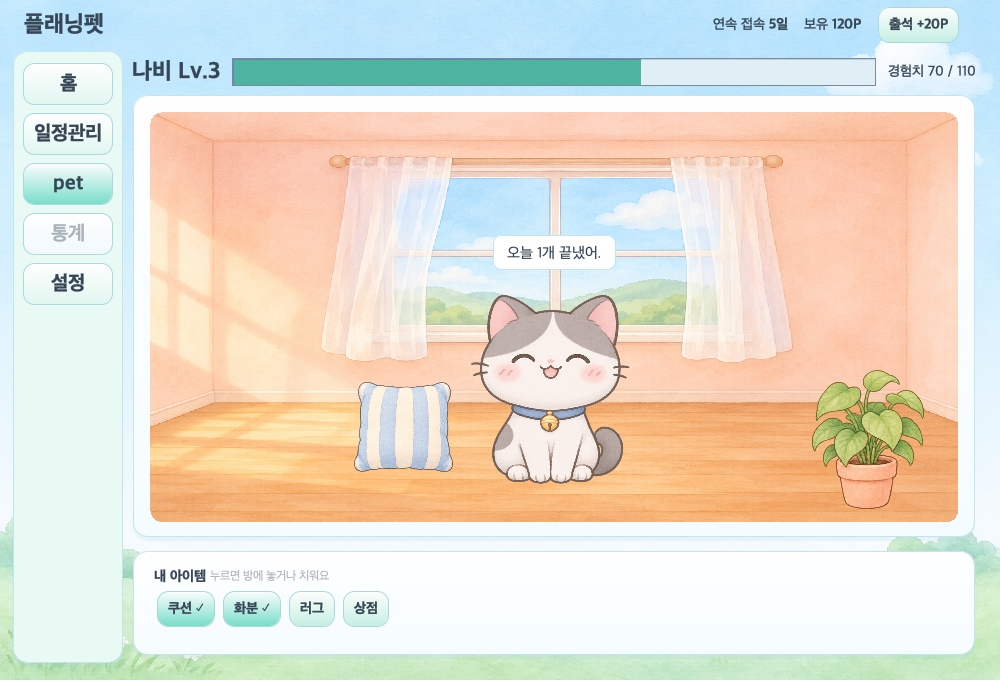 플래닝펫
연속 접속 5일 보유 120P 출석 +20P
홈
일정관리
pet
통계
설정
나비 Lv.3
경험치 70 / 110
오늘 1개 끝냈어.
내 아이템 누르면 방에 놓거나 치워요
쿠션 ✓ 화분 ✓ 러그 상점